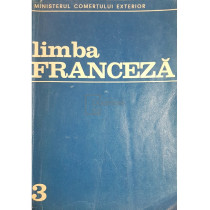 MINISTERUL COMERȚULUI EXTERIOR
limba
FRANCEZĂ
3